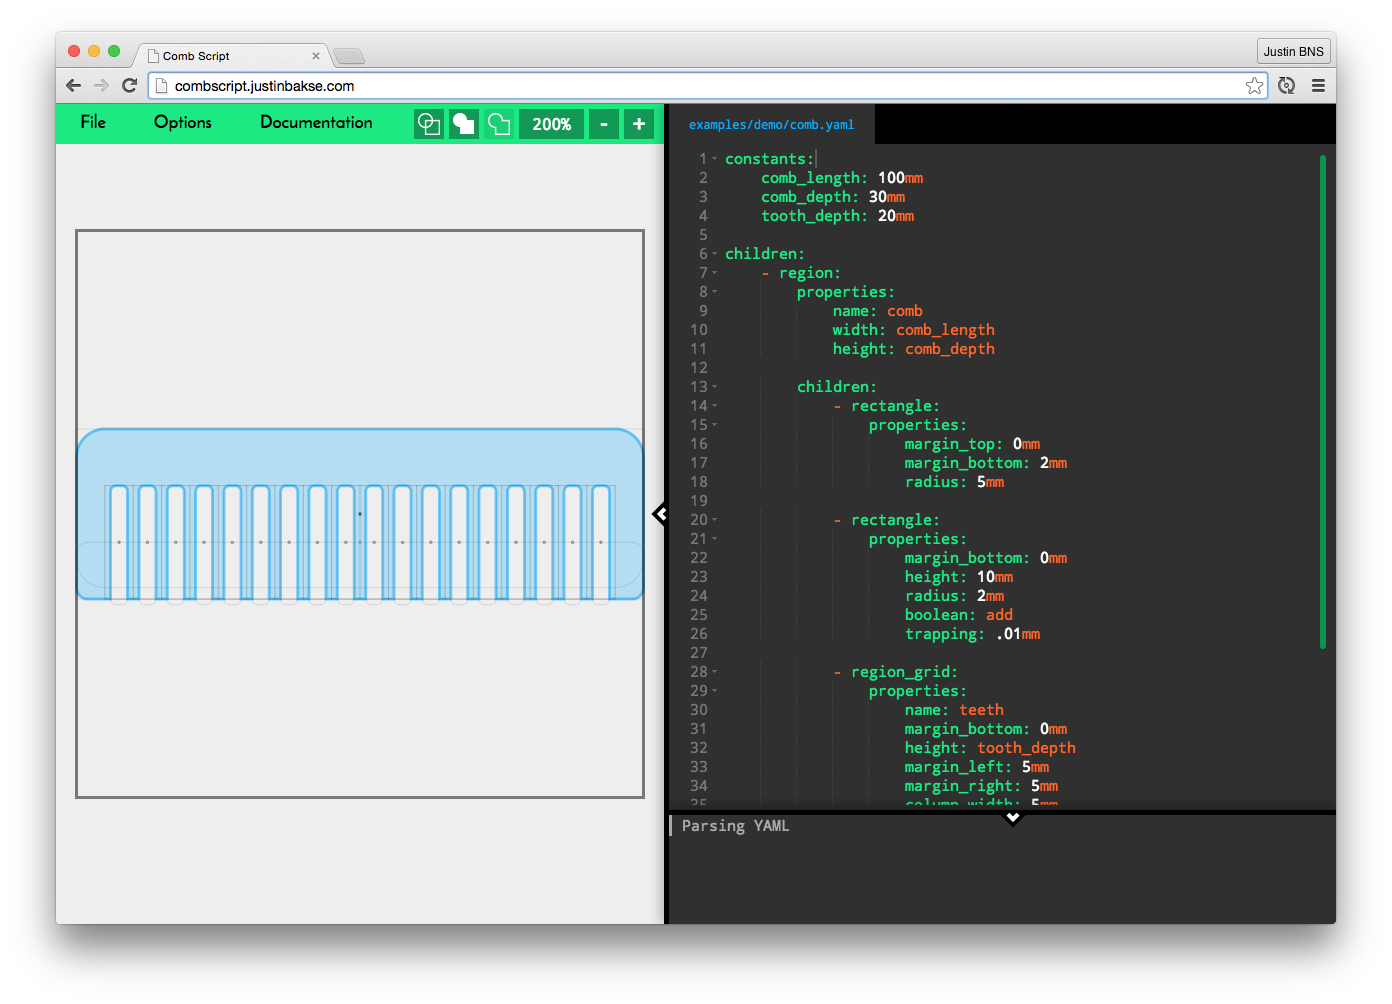 Comb Script
Justin BNS
combscript.justinbakse.com
File Options Documentation 200% - +
examples/demo/comb.yaml
1 constants:
2 comb_length: 100mm
3 comb_depth: 30mm
4 tooth_depth: 20mm
5
6 children:
7 - region:
8 properties:
9 name: comb
10 width: comb_length
11 height: comb_depth
12
13 children:
14 - rectangle:
15 properties:
16 margin_top: 0mm
17 margin_bottom: 2mm
18 radius: 5mm
19
20 - rectangle:
21 properties:
22 margin_bottom: 0mm
23 height: 10mm
24 radius: 2mm
25 boolean: add
26 trapping: .01mm
27
28 - region_grid:
29 properties:
30 name: teeth
31 margin_bottom: 0mm
32 height: tooth_depth
33 margin_left: 5mm
34 margin_right: 5mm
35 column_width: 5mm
Parsing YAML